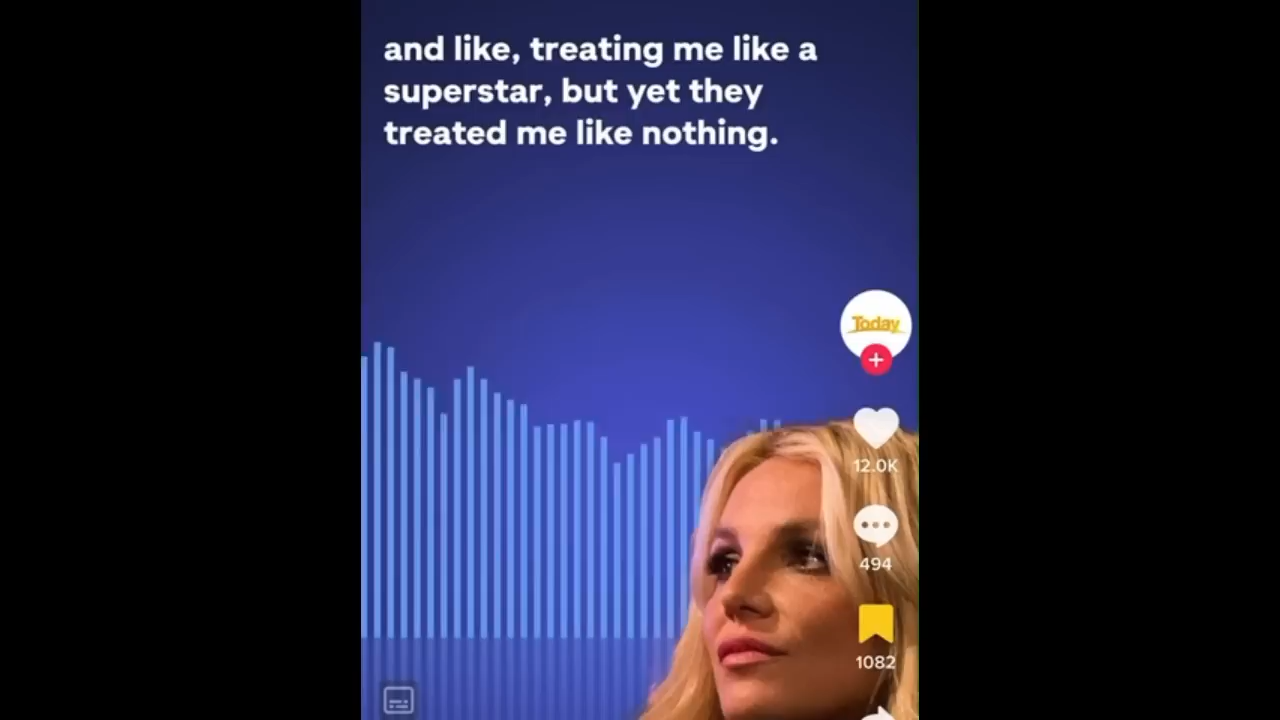 and like, treating me like a
superstar, but yet they
treated me like nothing.
Today
12.0K
494
1082